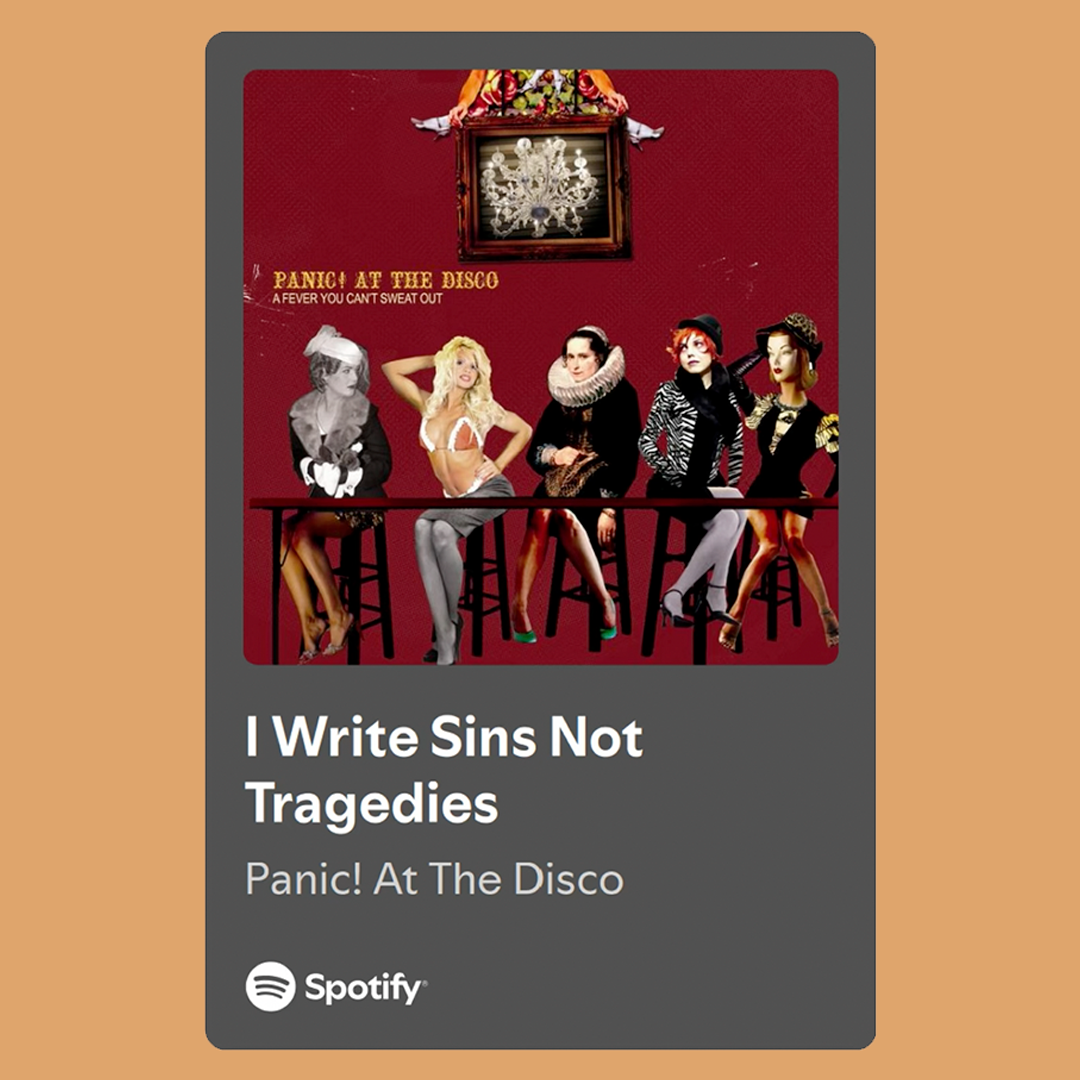 PANIC! AT THE DISCO
A FEVER YOU CAN'T SWEAT OUT
I Write Sins Not
Tragedies
Panic! At The Disco
Spotify®